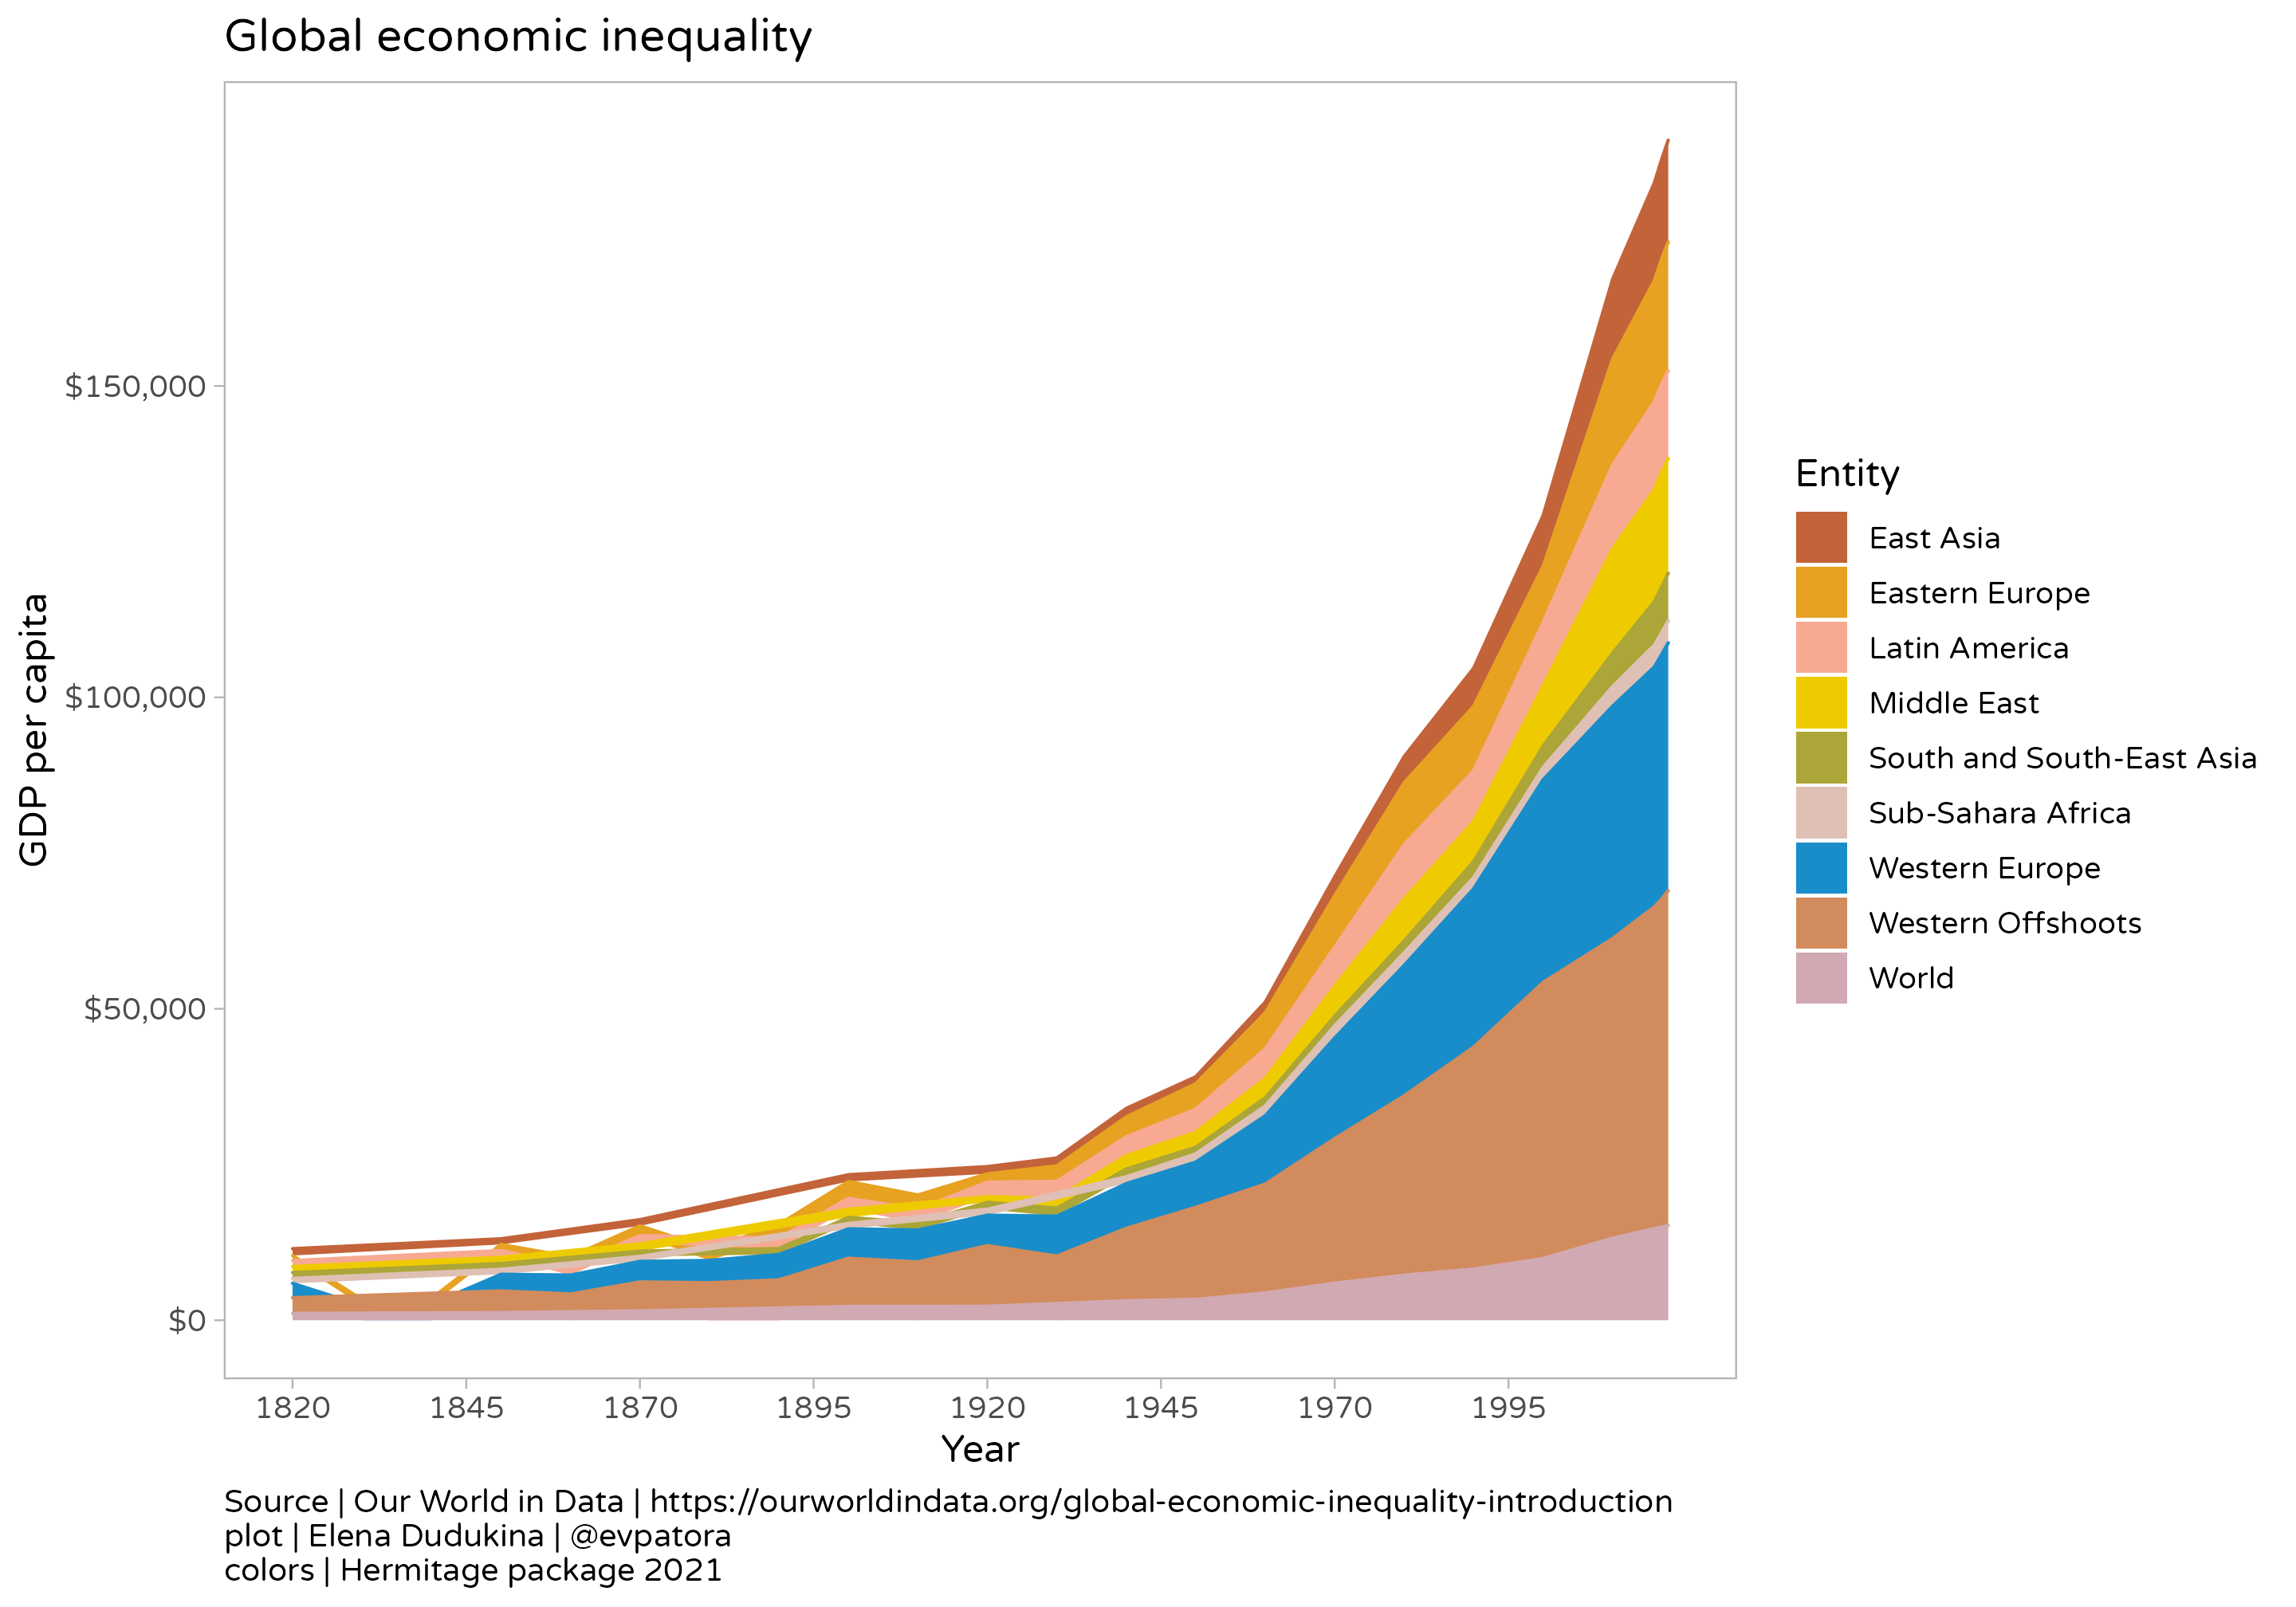 Global economic inequality
GDP per capita
$150,000
$100,000
$50,000
$0
1820 1845 1870 1895 1920 1945 1970 1995
Year
Entity
East Asia
Eastern Europe
Latin America
Middle East
South and South-East Asia
Sub-Sahara Africa
Western Europe
Western Offshoots
World
Source | Our World in Data | https://ourworldindata.org/global-economic-inequality-introduction
plot | Elena Dudukina | @evpatora
colors | Hermitage package 2021